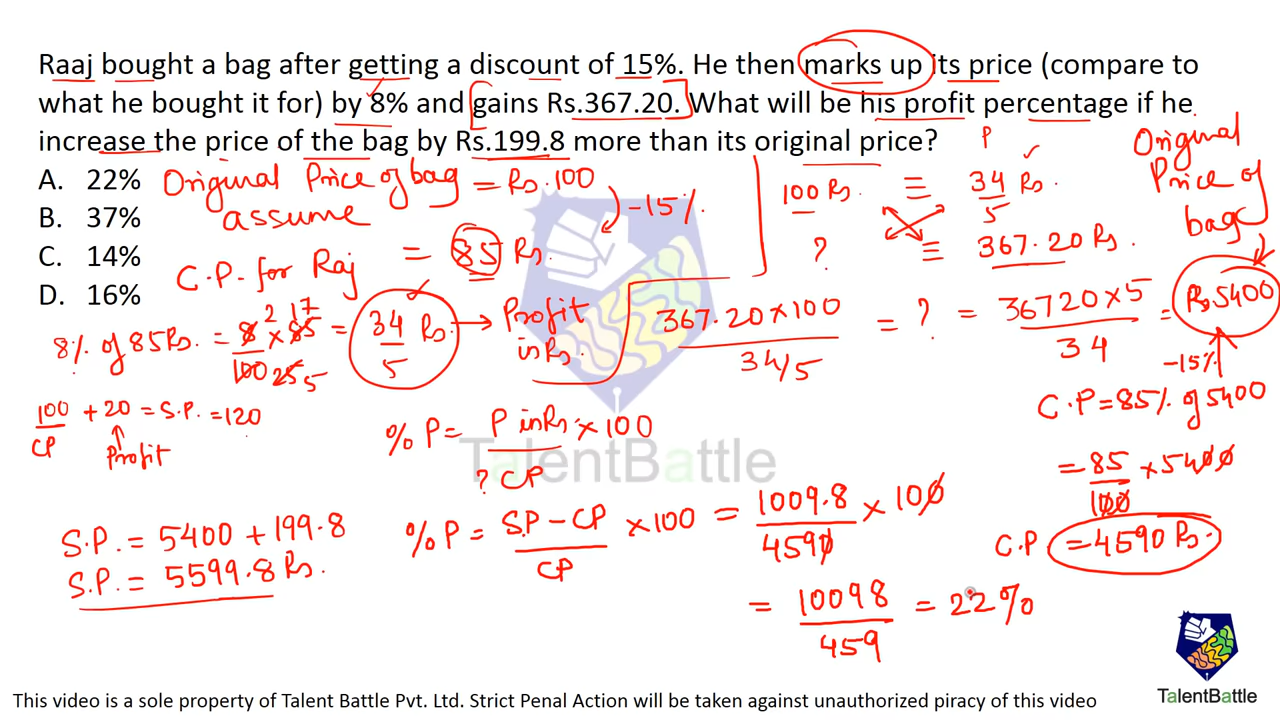 Raaj bought a bag after getting a discount of 15%. He then marks up its price (compare to
what he bought it for) by 8% and gains Rs.367.20. What will be his profit percentage if he
increase the price of the bag by Rs.199.8 more than its original price?
A. 22%
B. 37%
C. 14%
D. 16%
Original Price of bag = Rs.100
assume
-15%
C.P. for Raj = 85 Rs.
8% of 85Rs. = 8/100 × 85 = 34/5 Rs. → Profit in Rs.
2 17
25 5
100 + 20 = S.P. = 120
CP
Profit
P
100 Rs. ≡ 34/5 Rs.
? ≡ 367.20 Rs.
367.20 × 100 / 34/5 = ? = 36720 × 5 / 34 = Rs 5400
Original
Price of
bag
-15%
C.P = 85% of 5400
= 85/100 × 5400
C.P = 4590 Rs.
% P = P in Rs / CP × 100
?
S.P. = 5400 + 199.8
S.P. = 5599.8 Rs.
% P = S.P - CP / CP × 100 = 1009.8 / 4590 × 100
= 10098 / 459 = 22%
TalentBattle
TalentBattle
This video is a sole property of Talent Battle Pvt. Ltd. Strict Penal Action will be taken against unauthorized piracy of this video